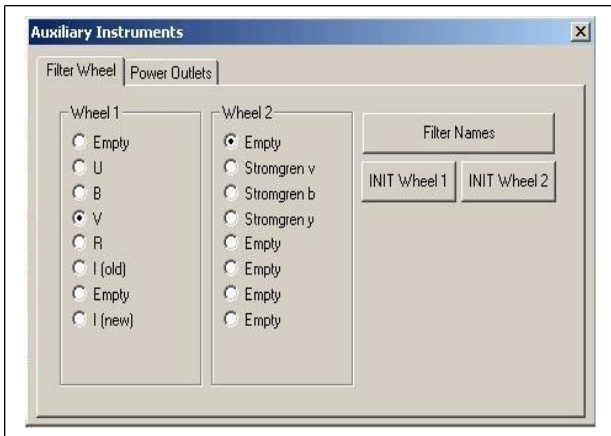 Auxiliary Instruments
Filter Wheel
Power Outlets
Wheel 1
Empty
U
B
V
R
I (old)
Empty
I (new)
Wheel 2
Empty
Stromgren v
Stromgren b
Stromgren y
Empty
Empty
Empty
Empty
Filter Names
INIT Wheel 1
INIT Wheel 2